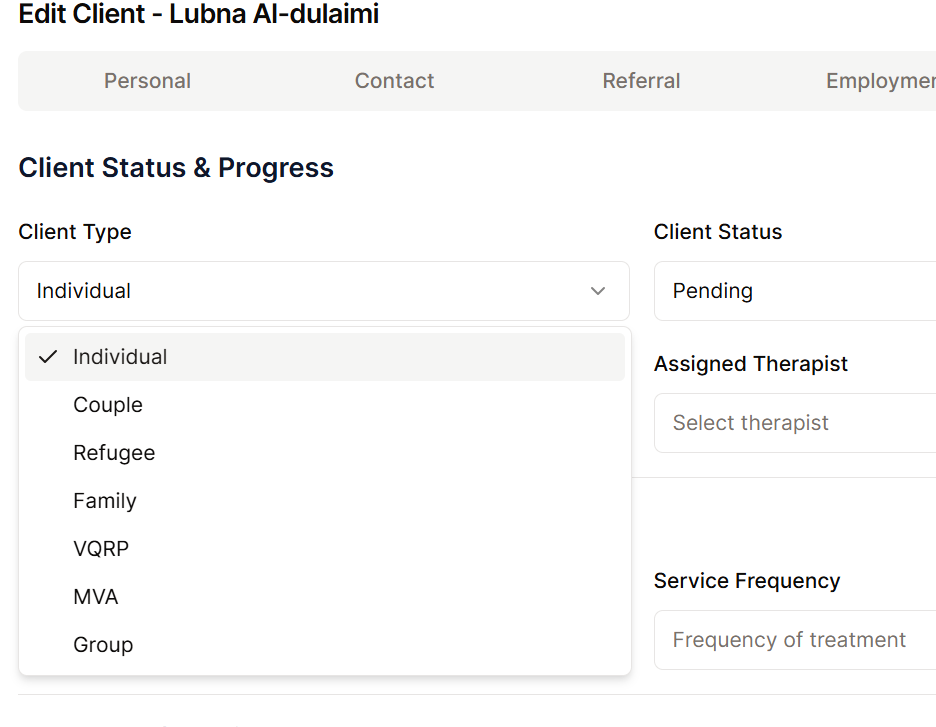 Edit Client - Lubna Al-dulaimi
Personal Contact Referral Employmen
Client Status & Progress
Client Type
Client Status
Individual
Pending
Individual
Couple
Refugee
Family
VQRP
MVA
Group
Assigned Therapist
Select therapist
Service Frequency
Frequency of treatment